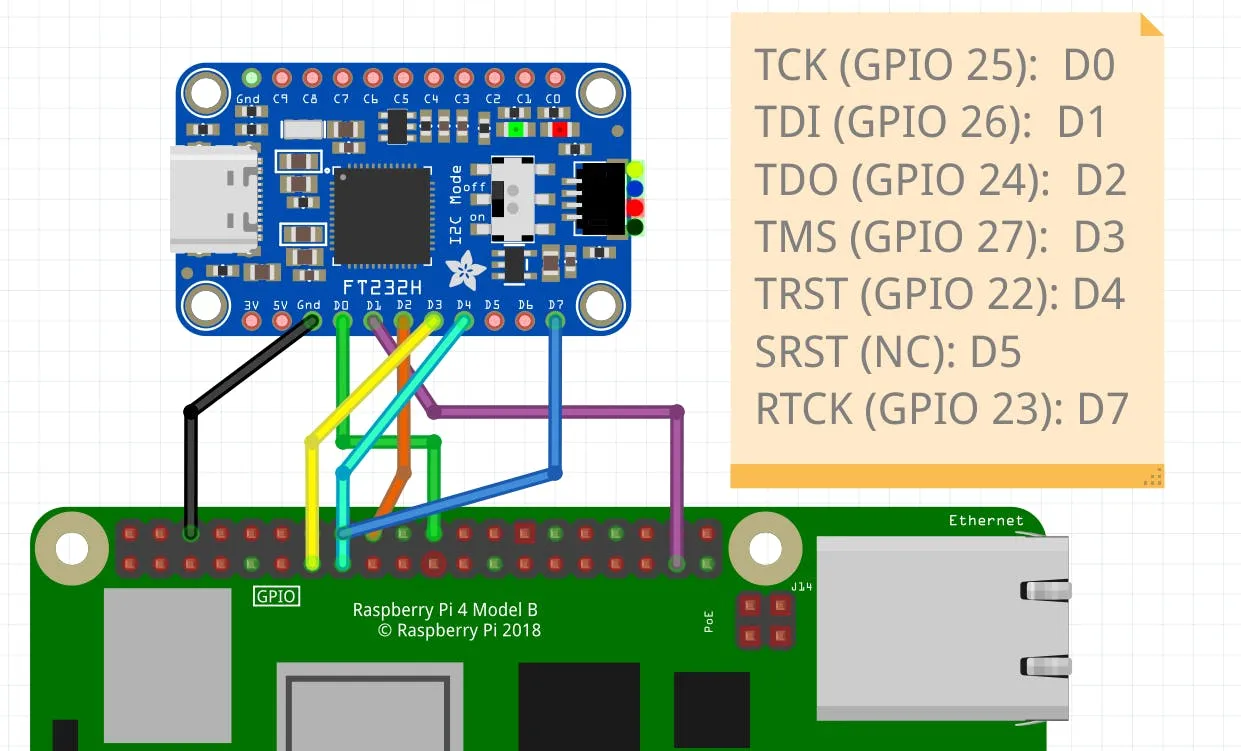 Gnd C9 C8 C7 C6 C5 C4 C3 C2 C1 C0
off
on
I2C Mode
FT232H
3V 5V Gnd D0 D1 D2 D3 D4 D5 D6 D7
TCK (GPIO 25): D0
TDI (GPIO 26): D1
TDO (GPIO 24): D2
TMS (GPIO 27): D3
TRST (GPIO 22): D4
SRST (NC): D5
RTCK (GPIO 23): D7
Ethernet
GPIO
J14
PoE
Raspberry Pi 4 Model B
© Raspberry Pi 2018